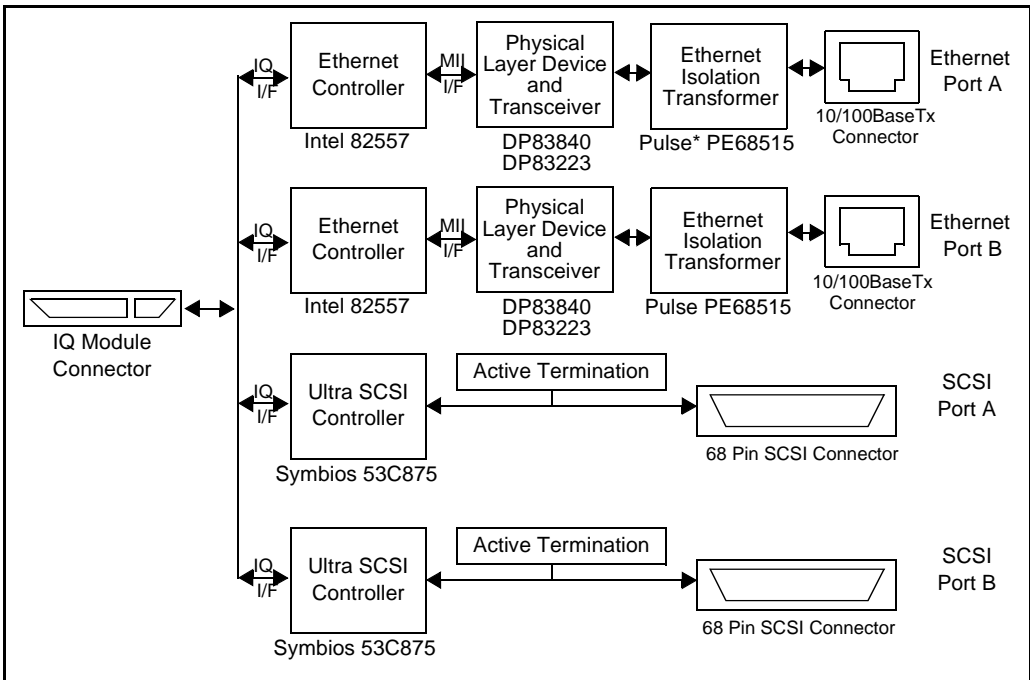 IQ
I/F
Ethernet
Controller
Intel 82557
MII
I/F
Physical
Layer Device
and
Transceiver
DP83840
DP83223
Ethernet
Isolation
Transformer
Pulse* PE68515
10/100BaseTx
Connector
Ethernet
Port A
IQ
I/F
Ethernet
Controller
Intel 82557
MII
I/F
Physical
Layer Device
and
Transceiver
DP83840
DP83223
Ethernet
Isolation
Transformer
Pulse PE68515
10/100BaseTx
Connector
Ethernet
Port B
IQ Module
Connector
IQ
I/F
Ultra SCSI
Controller
Symbios 53C875
Active Termination
68 Pin SCSI Connector
SCSI
Port A
IQ
I/F
Ultra SCSI
Controller
Symbios 53C875
Active Termination
68 Pin SCSI Connector
SCSI
Port B